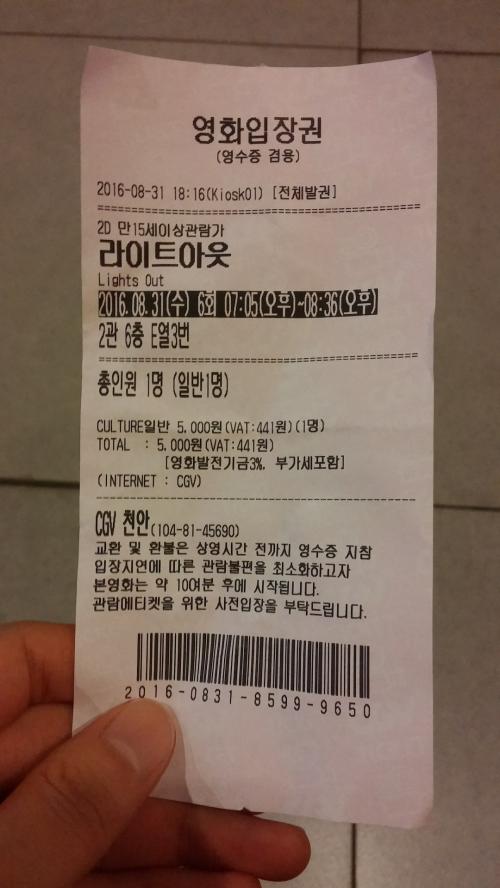 영화입장권
(영수증 겸용)
2016-08-31 18:16(Kiosk01) [전체발권]
2D 만15세이상관람가
라이트아웃
Lights Out
2016.08.31(수) 6회 07:05(오후)~08:36(오후)
2관 6층 E열3번
총인원 1명 (일반1명)
CULTURE일반 5,000원(VAT:441원)(1명)
TOTAL : 5,000원(VAT:441원)
[영화발전기금3%, 부가세포함]
(INTERNET : CGV)
CGV 천안(104-81-45690)
교환 및 환불은 상영시간 전까지 영수증 지참
입장지연에 따른 관람불편을 최소화하고자
본영화는 약 10여분 후에 시작됩니다.
관람에티켓을 위한 사전입장을 부탁드립니다.
2016-0831-8599-9650